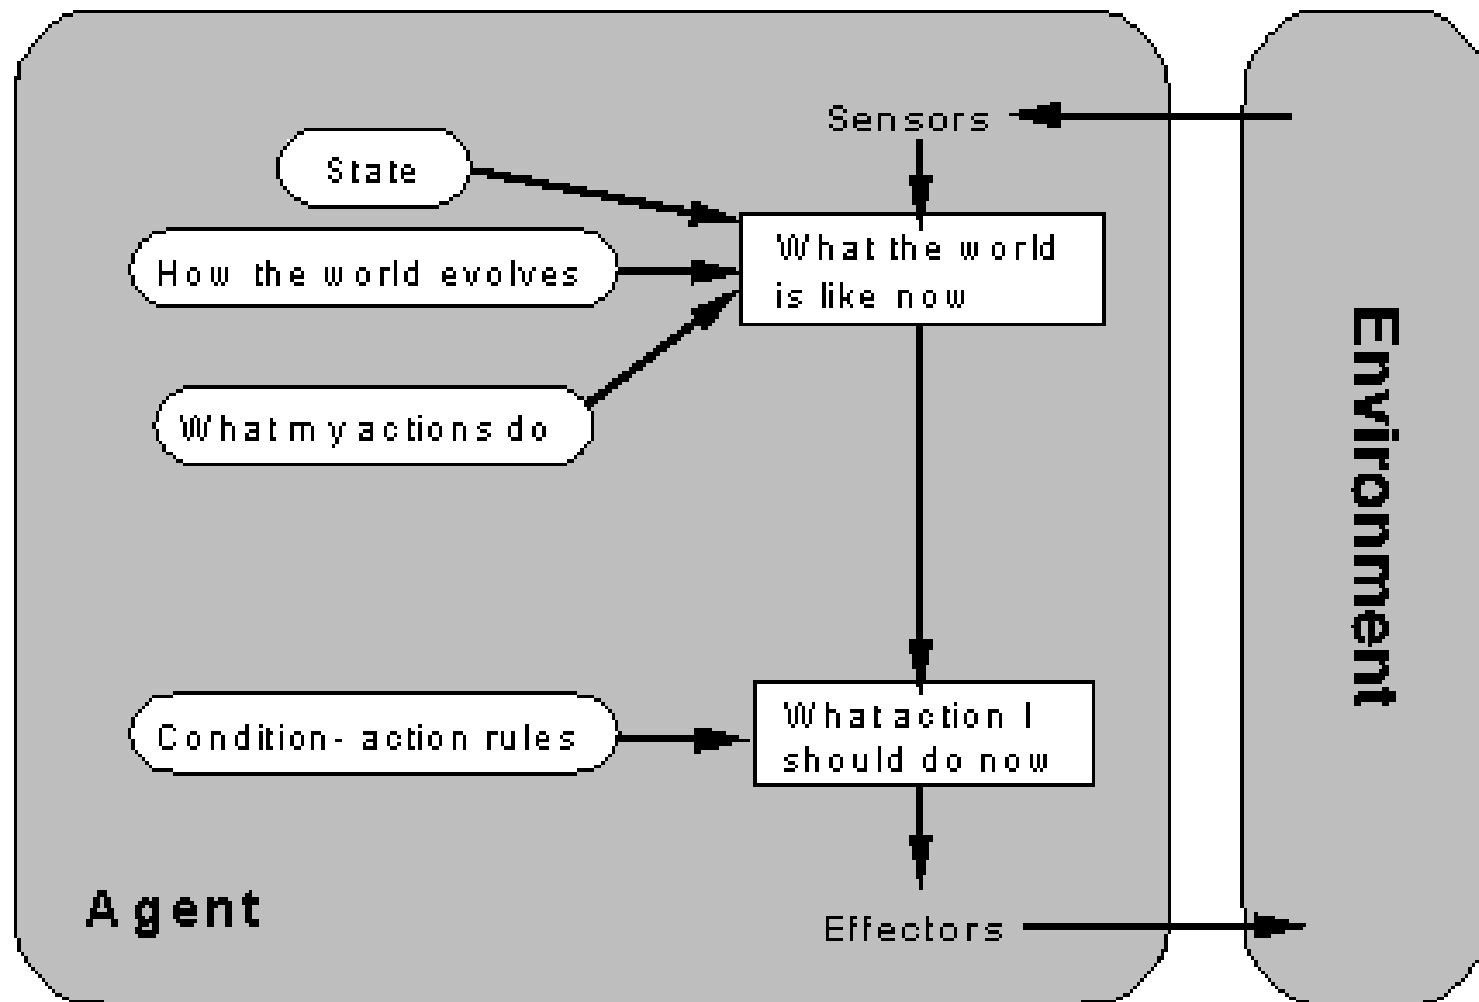 Sensors
State
How the world evolves
What the world
is like now
What my actions do
Environment
Condition- action rules
What action I
should do now
Agent
Effectors